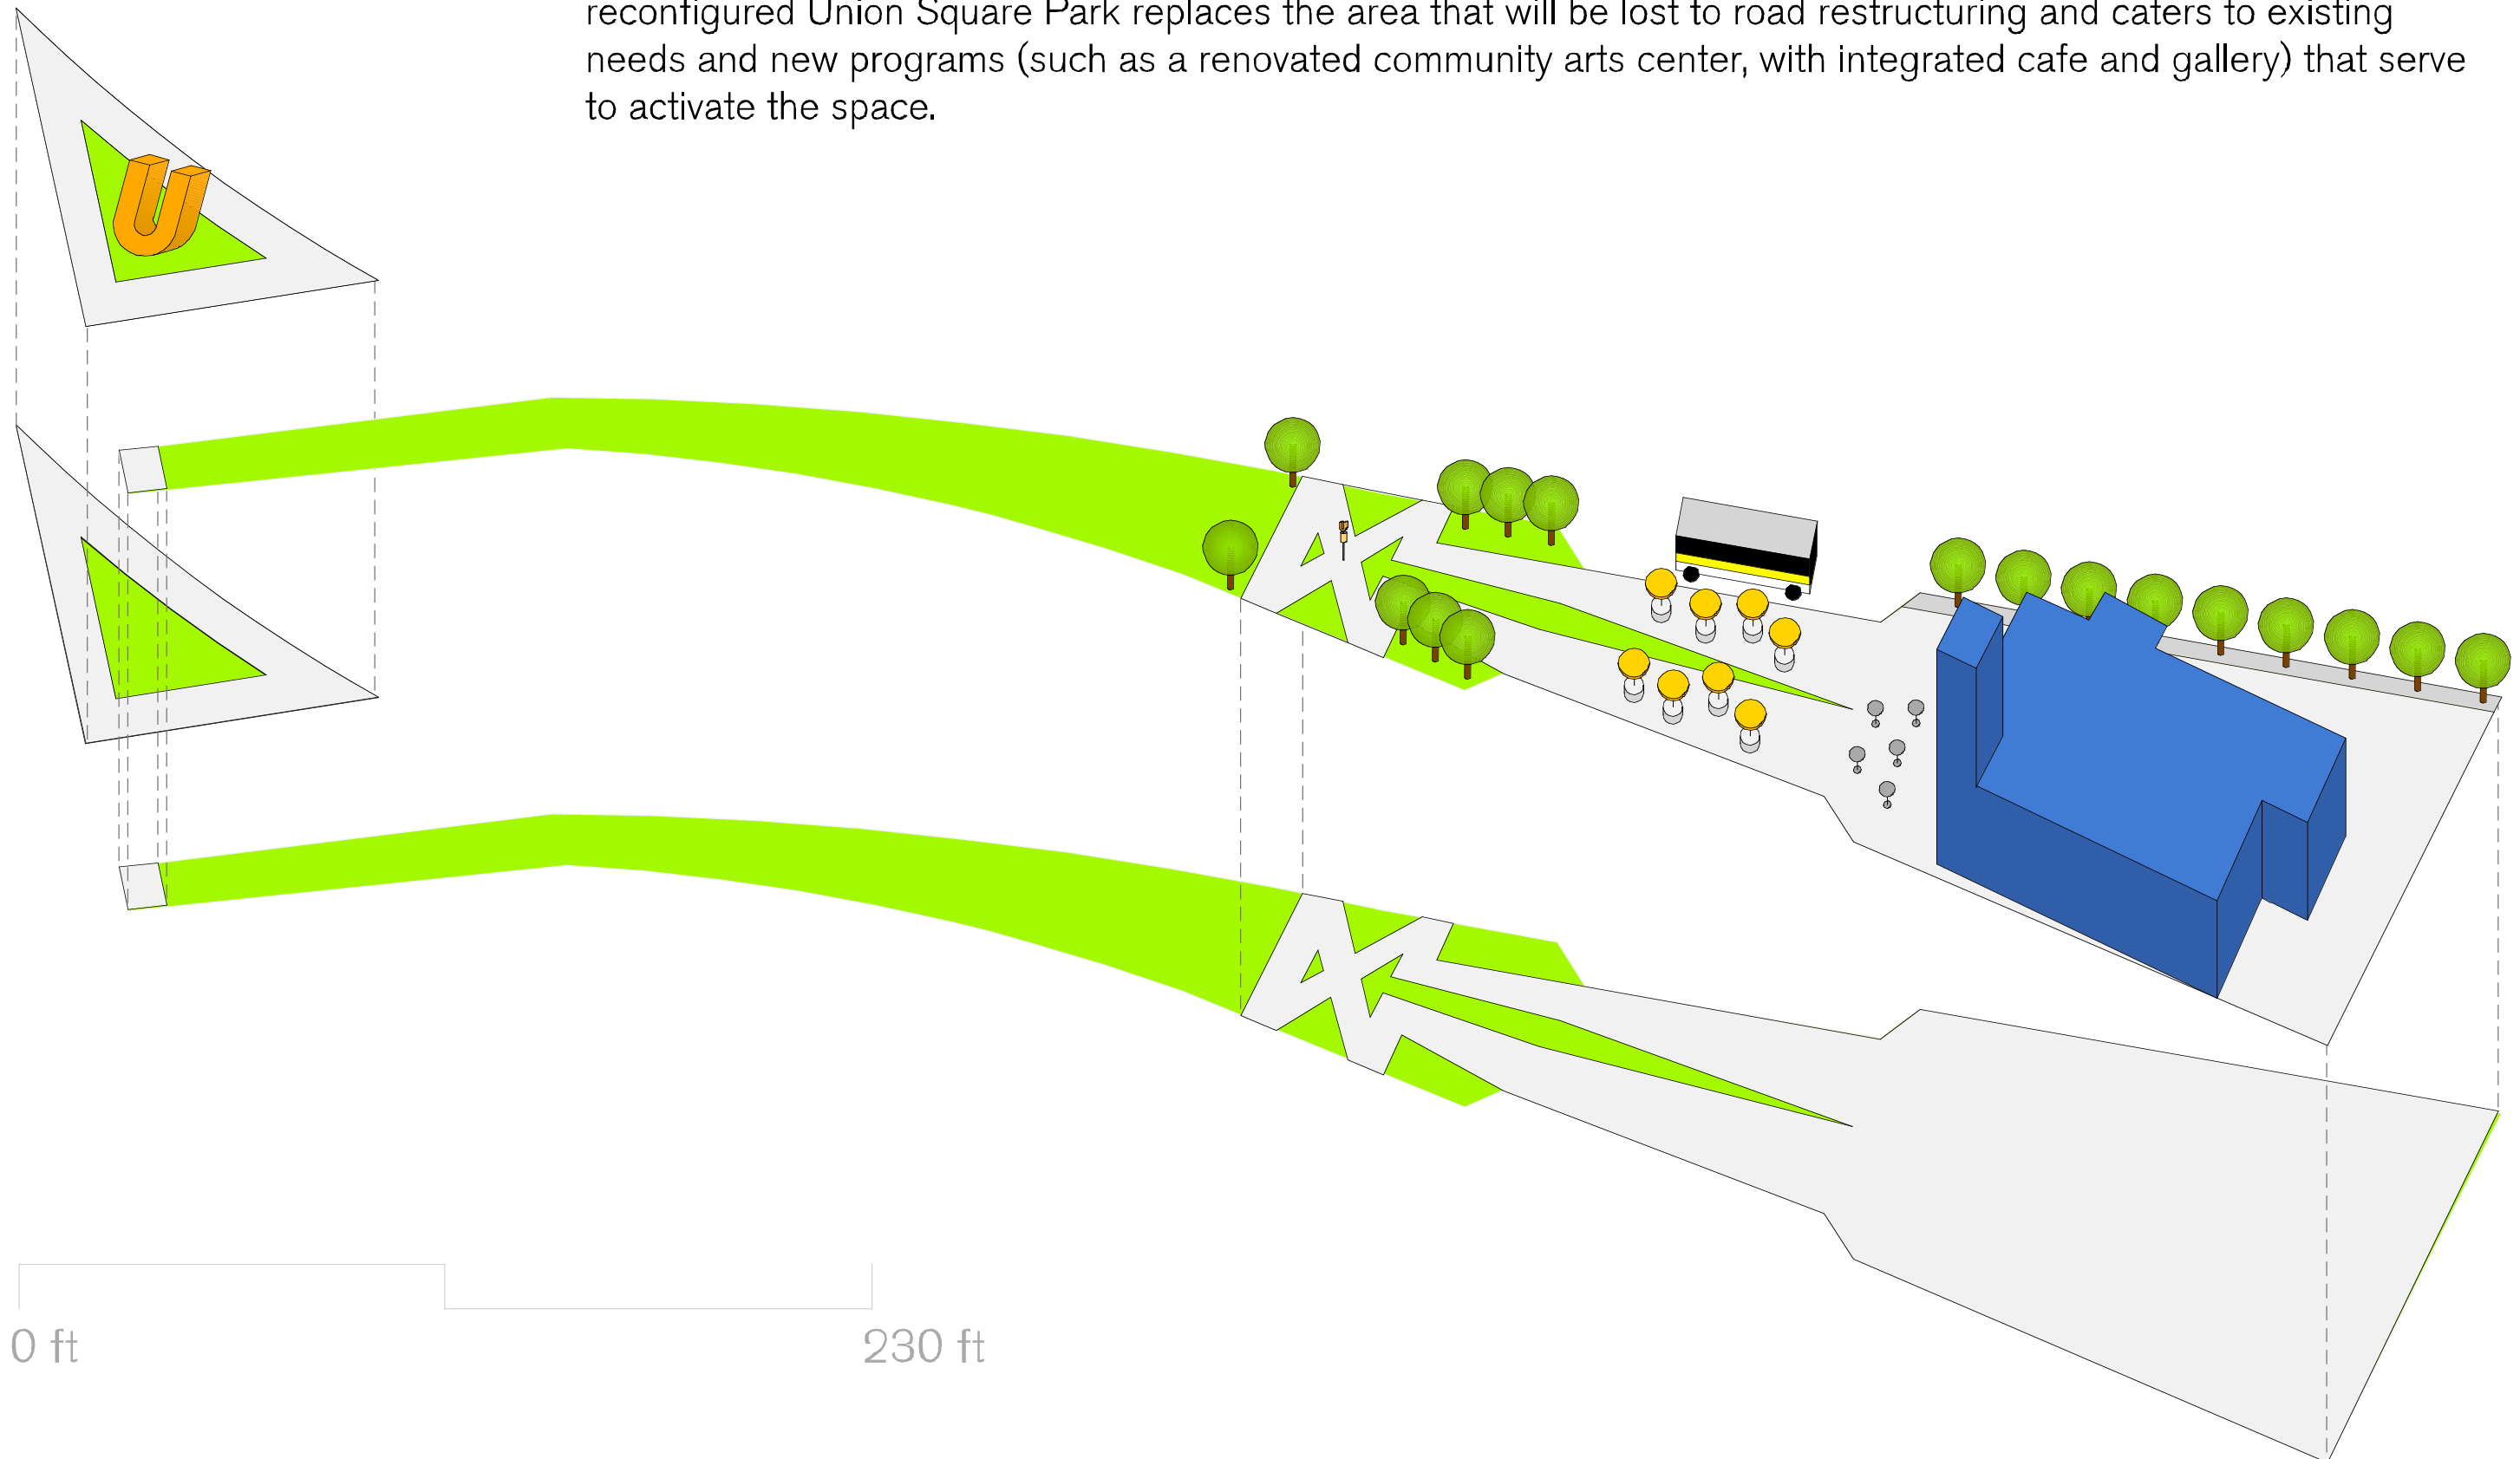 reconfigured Union Square Park replaces the area that will be lost to road restructuring and caters to existing
needs and new programs (such as a renovated community arts center, with integrated cafe and gallery) that serve
to activate the space.
U
0 ft
230 ft